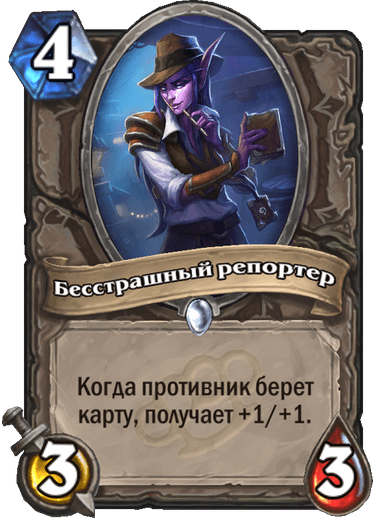 4
Бесстрашный репортер
Когда противник берет
карту, получает +1/+1.
3
3